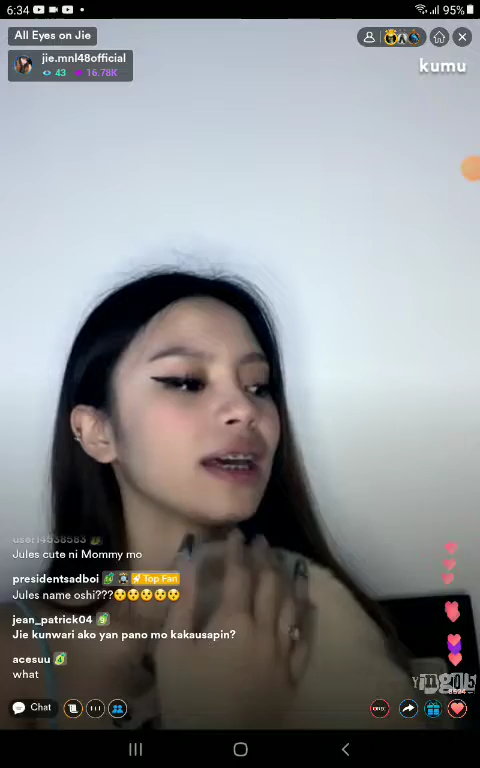 6:34
95%
All Eyes on Jie
jie.mnl48official
43
16.78K
kumu
Jules cute ni Mommy mo
presidentsadboi
Top Fan
Jules name oshi???
jean_patrick04
Jie kunwari ako yan pano mo kakausapin?
acesuu
what
Chat